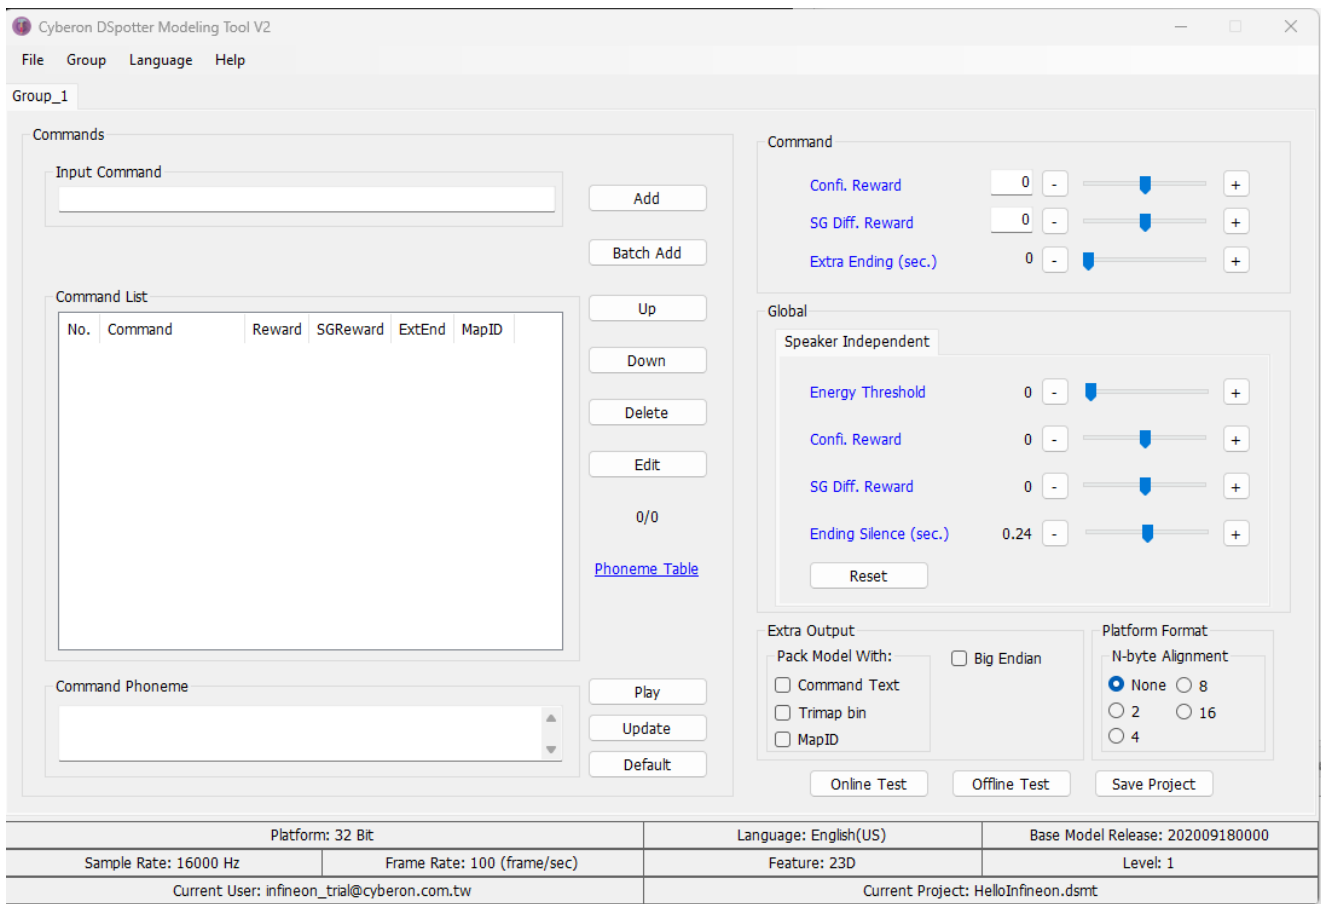 Cyberon DSpotter Modeling Tool V2
File Group Language Help
Group_1
Commands
Input Command
Add
Batch Add
Command List
No. Command Reward SGReward ExtEnd MapID
Up
Down
Delete
Edit
0/0
Phoneme Table
Command Phoneme
Play
Update
Default
Command
Confi. Reward 0 - +
SG Diff. Reward 0 - +
Extra Ending (sec.) 0 - +
Global
Speaker Independent
Energy Threshold 0 - +
Confi. Reward 0 - +
SG Diff. Reward 0 - +
Ending Silence (sec.) 0.24 - +
Reset
Extra Output
Pack Model With:
Command Text
Trimap bin
MapID
Big Endian
Platform Format
N-byte Alignment
None 8
2 16
4
Online Test Offline Test Save Project
Platform: 32 Bit Language: English(US) Base Model Release: 202009180000
Sample Rate: 16000 Hz Frame Rate: 100 (frame/sec) Feature: 23D Level: 1
Current User: infineon_trial@cyberon.com.tw Current Project: HelloInfineon.dsmt